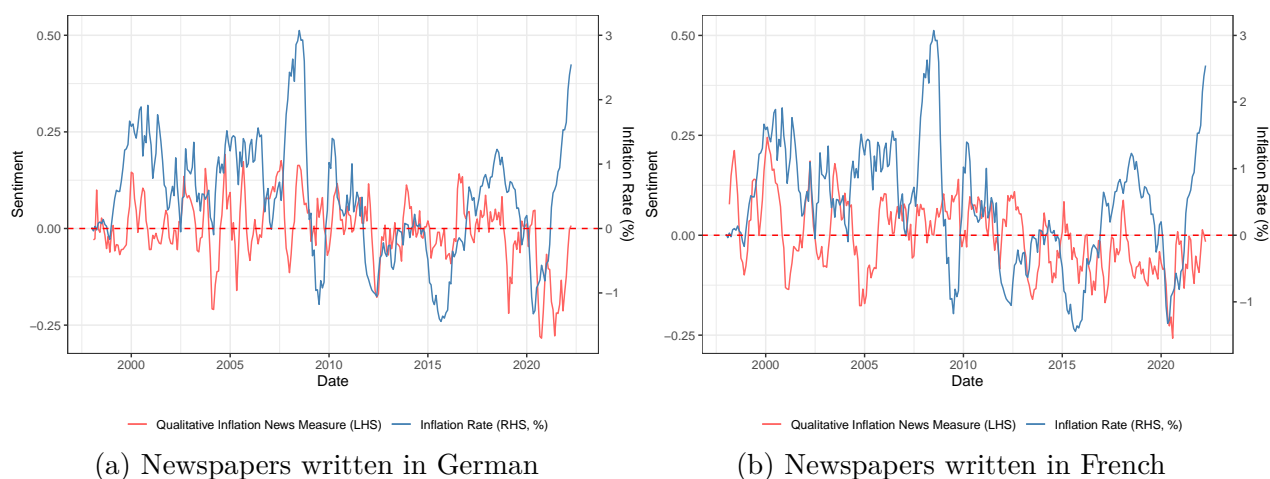 0.50
0.25
0.00
−0.25
Sentiment
3
2
1
0
−1
Inflation Rate (%)
2000 2005 2010 2015 2020
Date
Qualitative Inflation News Measure (LHS) Inflation Rate (RHS, %)
(a) Newspapers written in German
0.50
0.25
0.00
−0.25
Sentiment
3
2
1
0
−1
Inflation Rate (%)
2000 2005 2010 2015 2020
Date
Qualitative Inflation News Measure (LHS) Inflation Rate (RHS, %)
(b) Newspapers written in French